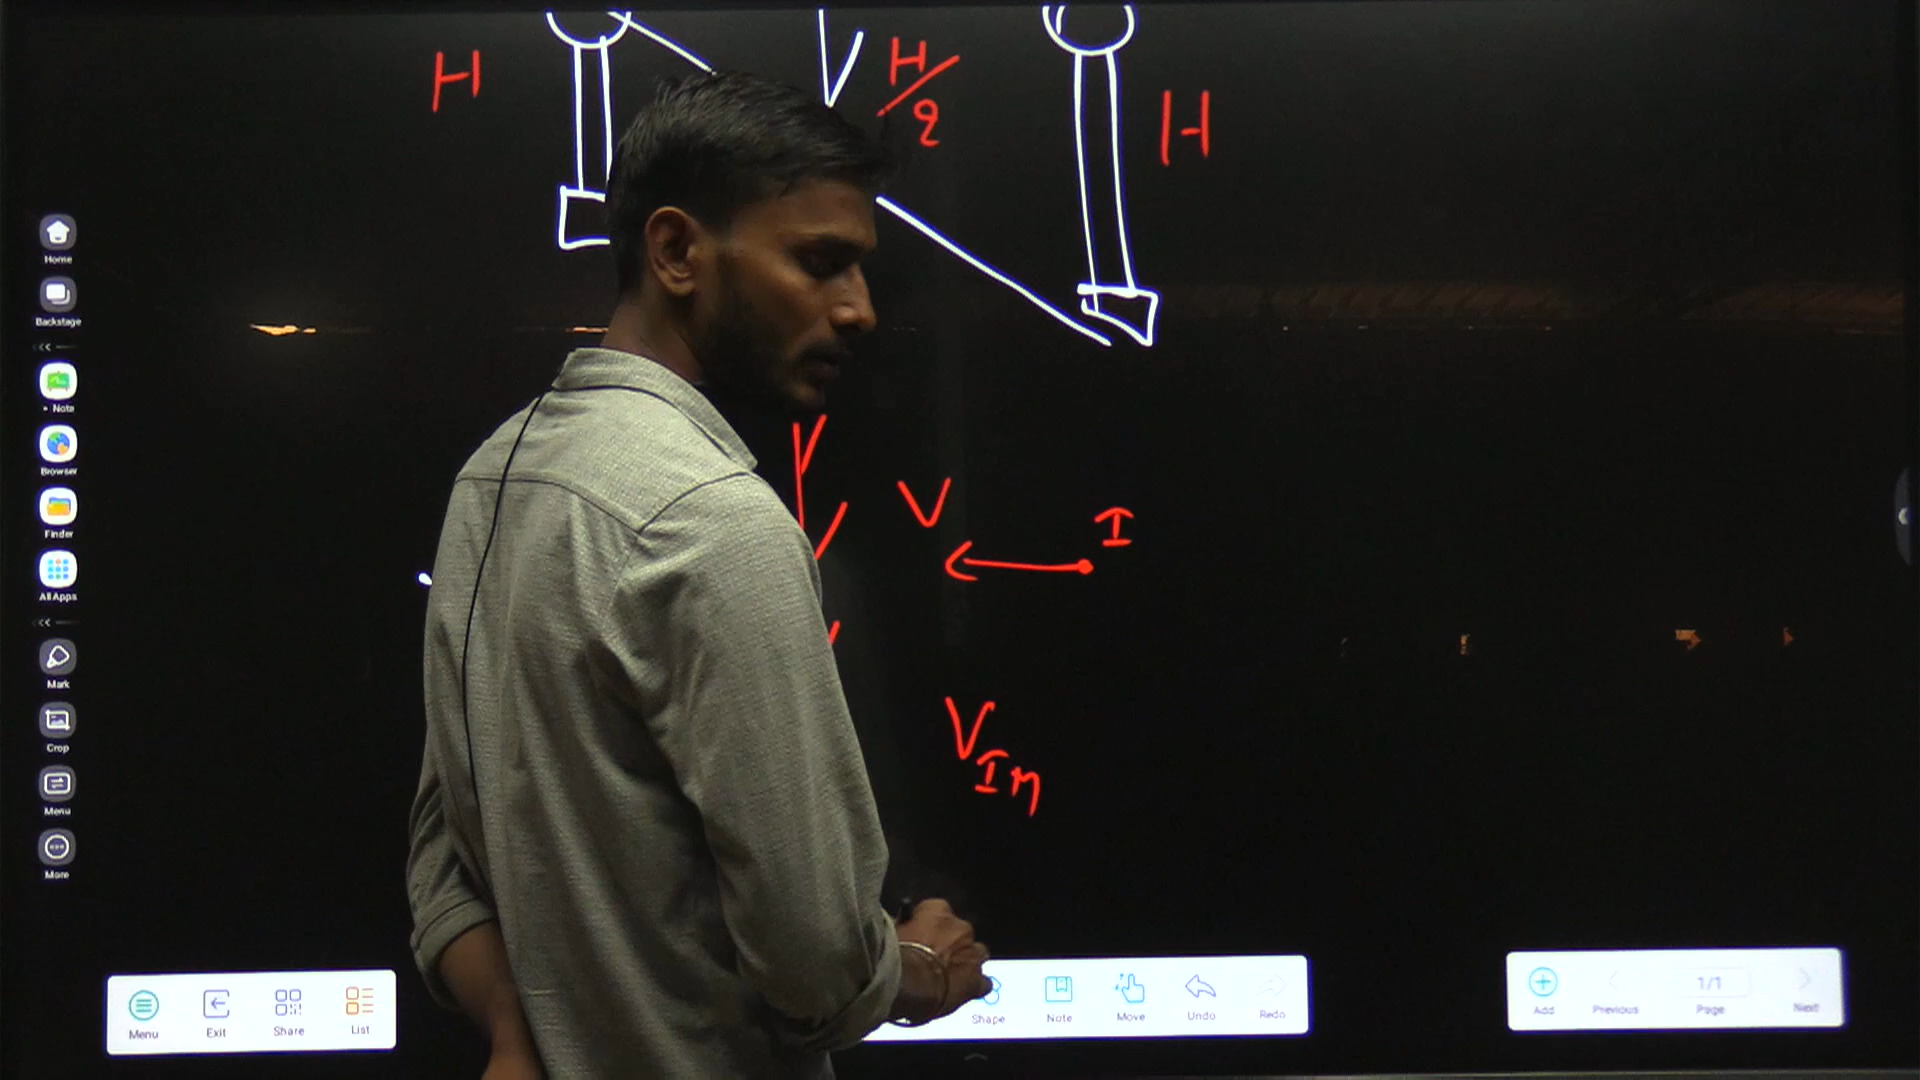 H
H/2
H
V
I
V_Im
Home
Backstage
Note
Browser
Finder
All Apps
Mark
Crop
Menu
More
Menu
Exit
Share
List
Shape
Note
Move
Undo
Redo
Add
Previous
1/1
Page
Next